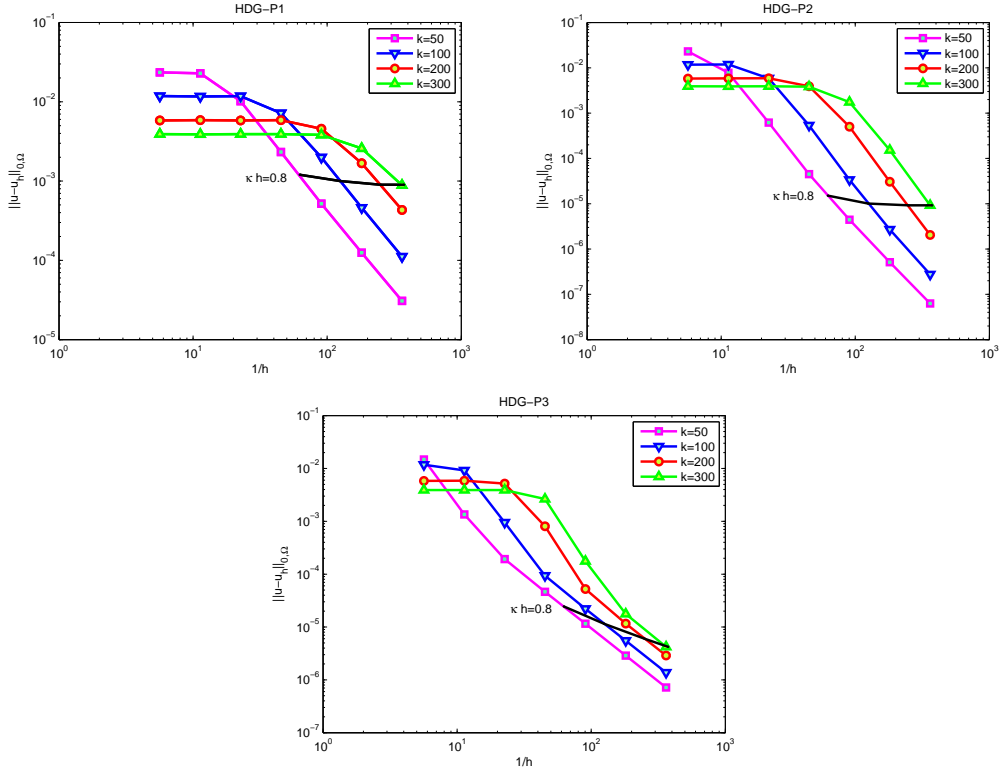 HDG−P1
10^-1
10^-2
10^-3
10^-4
10^-5
||u−u_h||_{0,Ω}
κ h=0.8
k=50
k=100
k=200
k=300
10^0
10^1
10^2
10^3
1/h
HDG−P2
10^-1
10^-2
10^-3
10^-4
10^-5
10^-6
10^-7
10^-8
||u−u_h||_{0,Ω}
κ h=0.8
k=50
k=100
k=200
k=300
10^0
10^1
10^2
10^3
1/h
HDG−P3
10^-1
10^-2
10^-3
10^-4
10^-5
10^-6
10^-7
||u−u_h||_{0,Ω}
κ h=0.8
k=50
k=100
k=200
k=300
10^0
10^1
10^2
10^3
1/h